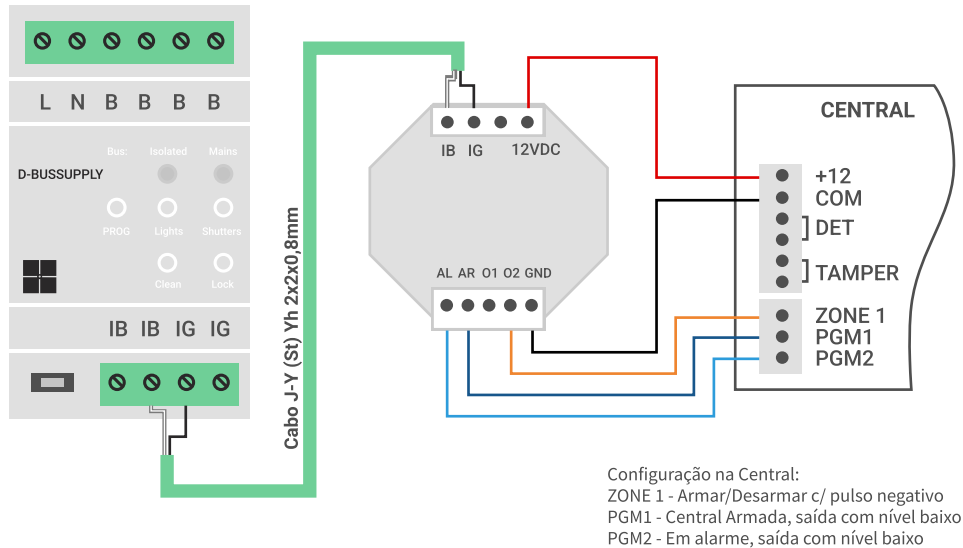 L N B B B B
Bus: Isolated Mains
D-BUSSUPPLY
PROG Lights Shutters
Clean Lock
IB IB IG IG
Cabo J-Y (St) Yh 2x2x0,8mm
IB IG 12VDC
AL AR O1 O2 GND
CENTRAL
+12
COM
DET
TAMPER
ZONE 1
PGM1
PGM2
Configuração na Central:
ZONE 1 - Armar/Desarmar c/ pulso negativo
PGM1 - Central Armada, saída com nível baixo
PGM2 - Em alarme, saída com nível baixo